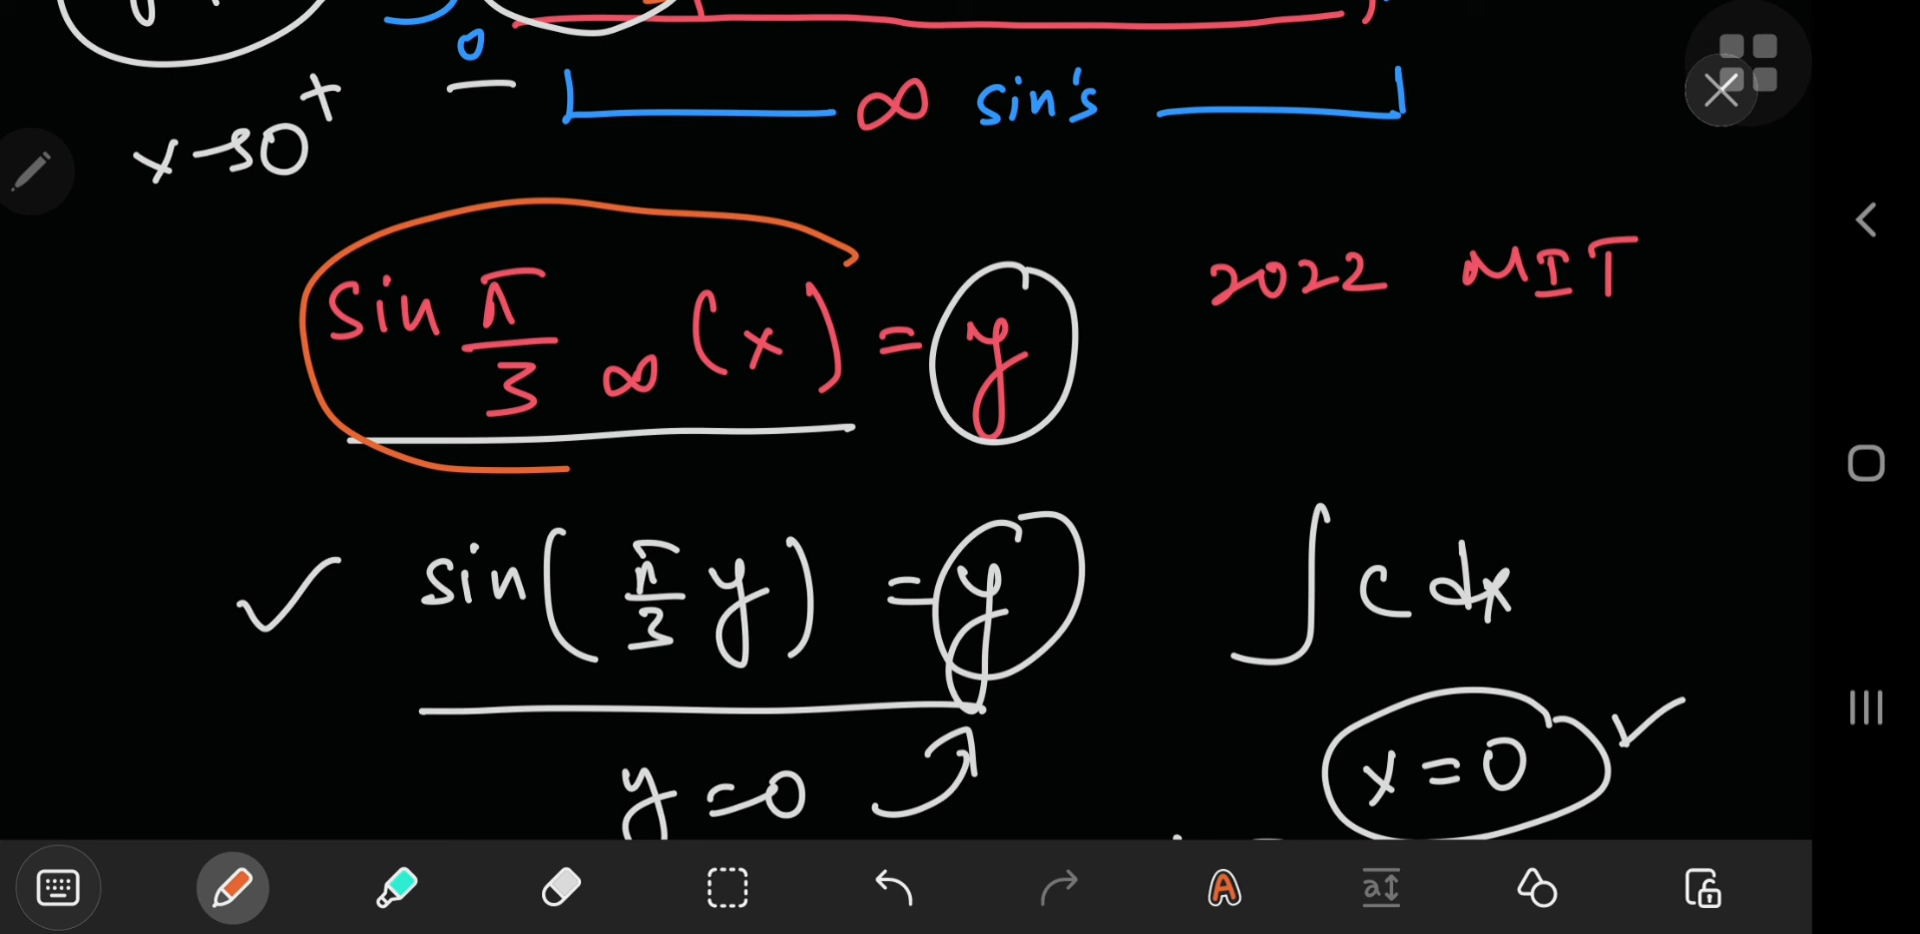 0
∞ sin's
x→0⁺
sin π/3 ∞ (x) = y
2022 MIT
sin(π/3 y) = y
∫ c dx
x = 0
y = 0
A
a